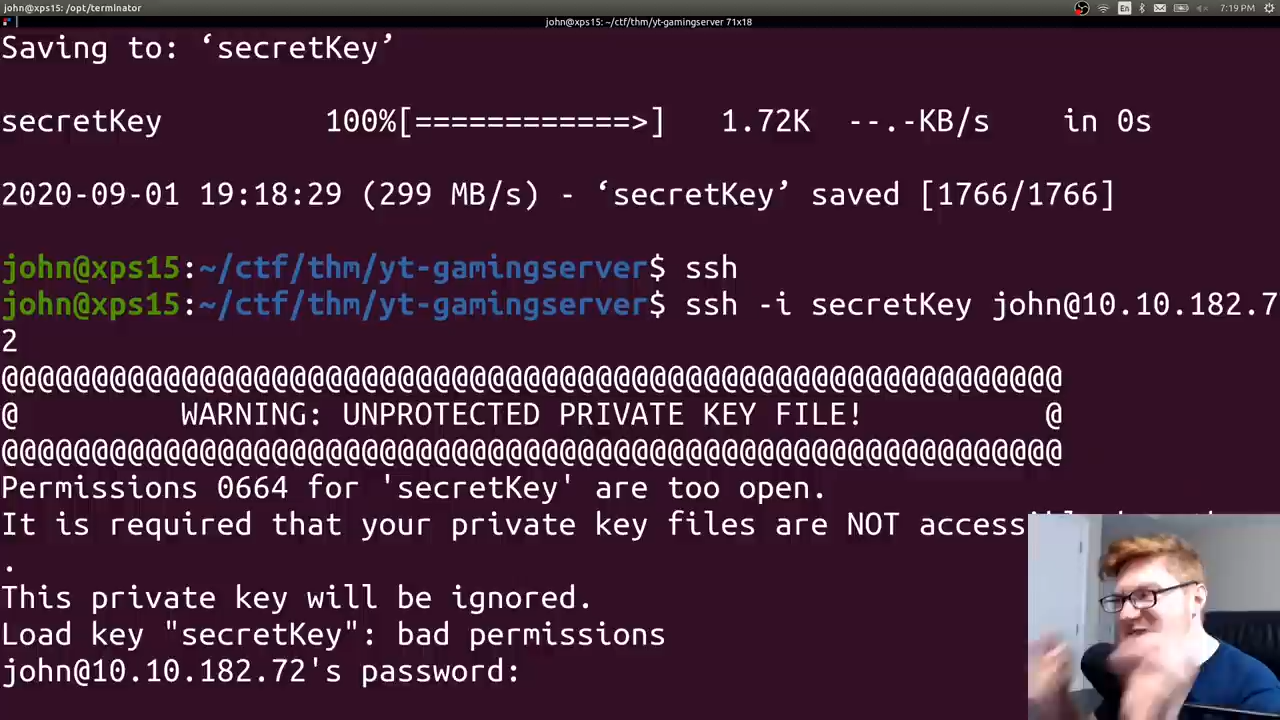 john@xps15: /opt/terminator
En
7:19 PM
john@xps15: ~/ctf/thm/yt-gamingserver 71x18
Saving to: ‘secretKey’
secretKey 100%[============>] 1.72K --.-KB/s in 0s
2020-09-01 19:18:29 (299 MB/s) - ‘secretKey’ saved [1766/1766]
john@xps15:~/ctf/thm/yt-gamingserver$ ssh
john@xps15:~/ctf/thm/yt-gamingserver$ ssh -i secretKey john@10.10.182.7
2
@@@@@@@@@@@@@@@@@@@@@@@@@@@@@@@@@@@@@@@@@@@@@@@@@@@@@@@@@@@
@ WARNING: UNPROTECTED PRIVATE KEY FILE! @
@@@@@@@@@@@@@@@@@@@@@@@@@@@@@@@@@@@@@@@@@@@@@@@@@@@@@@@@@@@
Permissions 0664 for 'secretKey' are too open.
It is required that your private key files are NOT
.
This private key will be ignored.
Load key "secretKey": bad permissions
john@10.10.182.72's password: